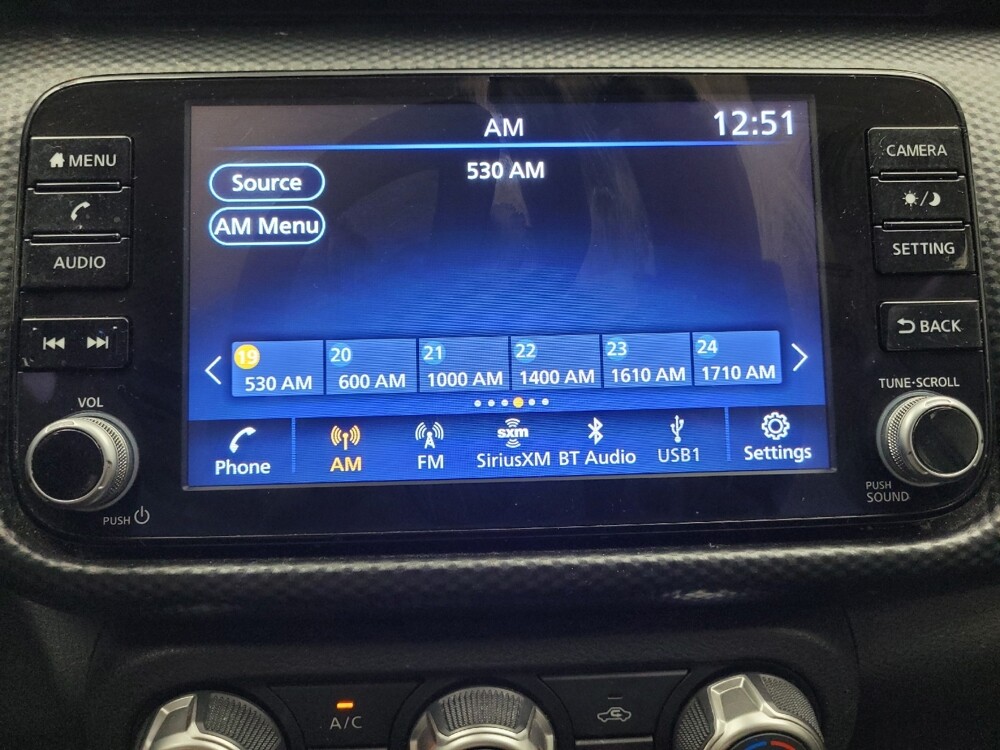 AM
12:51
530 AM
Source
AM Menu
19
530 AM
20
600 AM
21
1000 AM
22
1400 AM
23
1610 AM
24
1710 AM
Phone
AM
FM
sxm
SiriusXM
BT Audio
USB1
Settings
MENU
AUDIO
VOL
PUSH
CAMERA
SETTING
BACK
TUNE·SCROLL
PUSH
SOUND
A/C